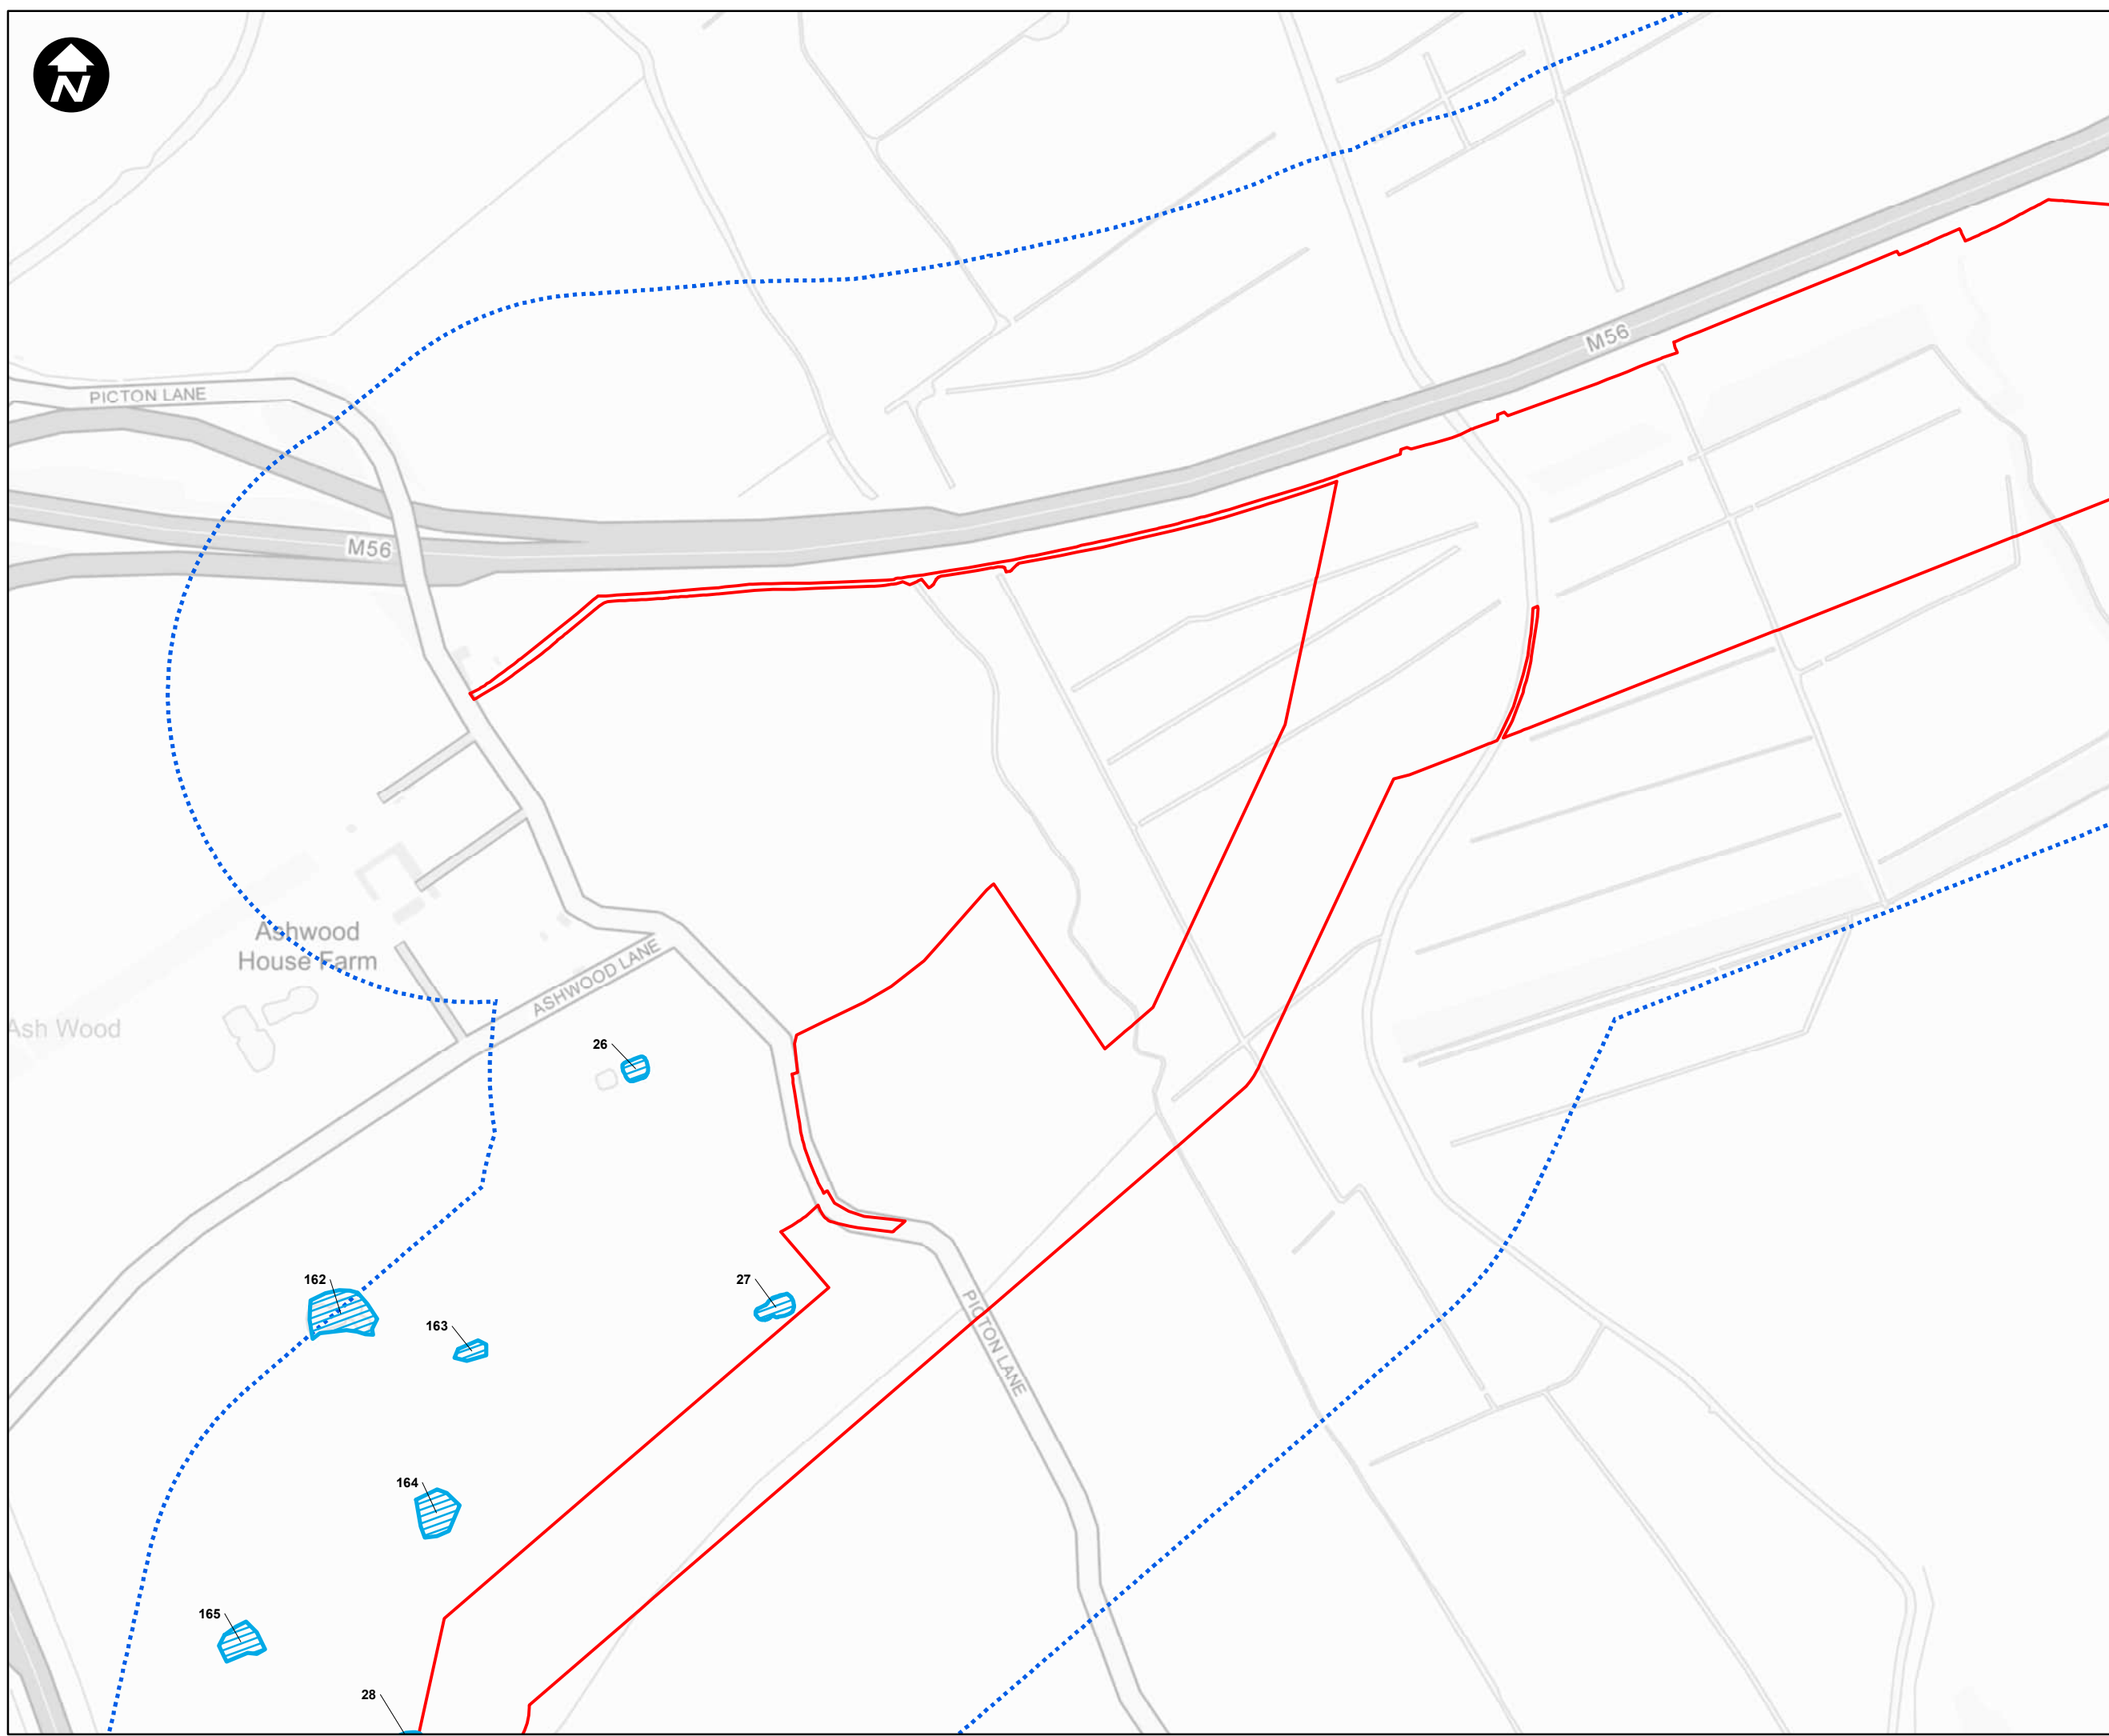 N
PICTON LANE
M56
M56
Ashwood
House Farm
ASHWOOD LANE
Ash Wood
26
162
27
163
PICTON LANE
164
165
28